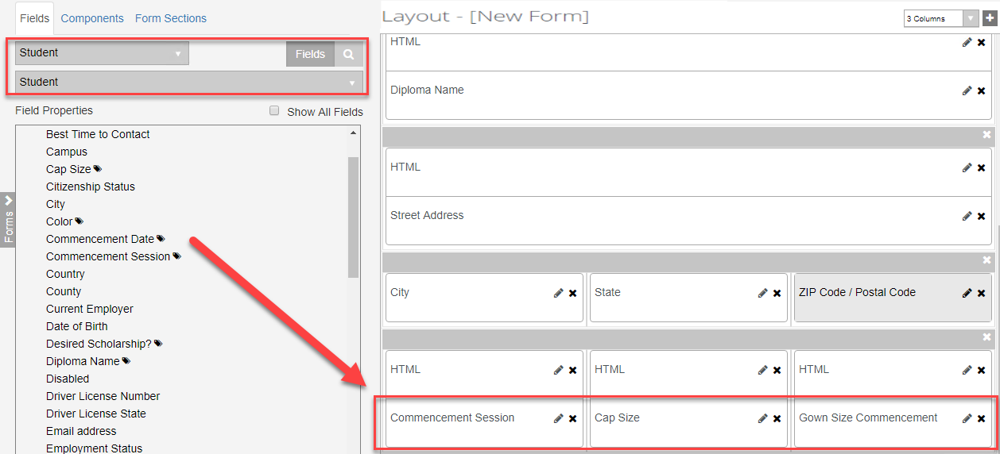 Fields Components Form Sections
Student
Fields
Student
Field Properties
Show All Fields
Best Time to Contact
Campus
Cap Size
Citizenship Status
City
Color
Commencement Date
Commencement Session
Country
County
Current Employer
Date of Birth
Desired Scholarship?
Diploma Name
Disabled
Driver License Number
Driver License State
Email address
Employment Status
Forms
Layout - [New Form]
3 Columns
HTML
Diploma Name
HTML
Street Address
City State ZIP Code / Postal Code
HTML HTML HTML
Commencement Session Cap Size Gown Size Commencement